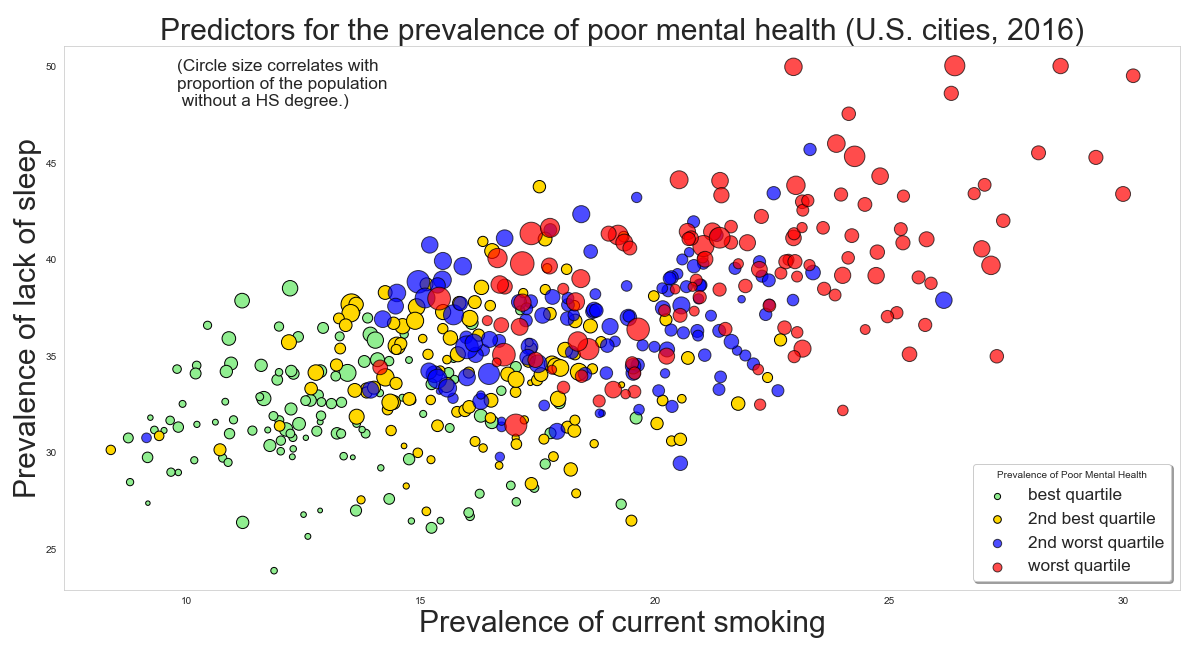 Predictors for the prevalence of poor mental health (U.S. cities, 2016)
(Circle size correlates with
proportion of the population
without a HS degree.)
Prevalence of lack of sleep
50
45
40
35
30
25
Prevalence of Poor Mental Health
best quartile
2nd best quartile
2nd worst quartile
worst quartile
10
15
20
25
30
Prevalence of current smoking